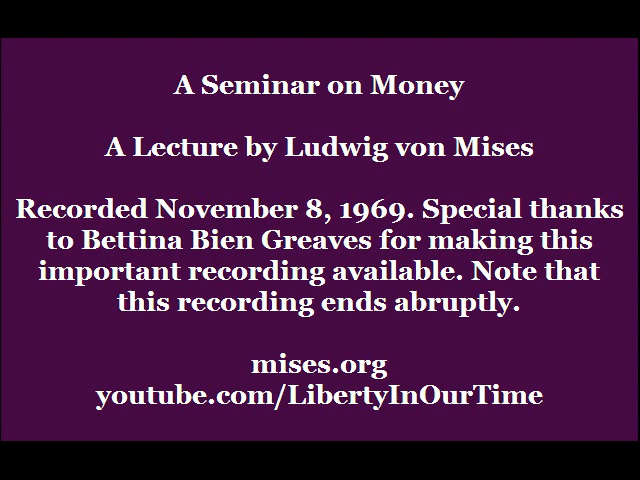 A Seminar on Money
A Lecture by Ludwig von Mises
Recorded November 8, 1969. Special thanks
to Bettina Bien Greaves for making this
important recording available. Note that
this recording ends abruptly.
mises.org
youtube.com/LibertyInOurTime